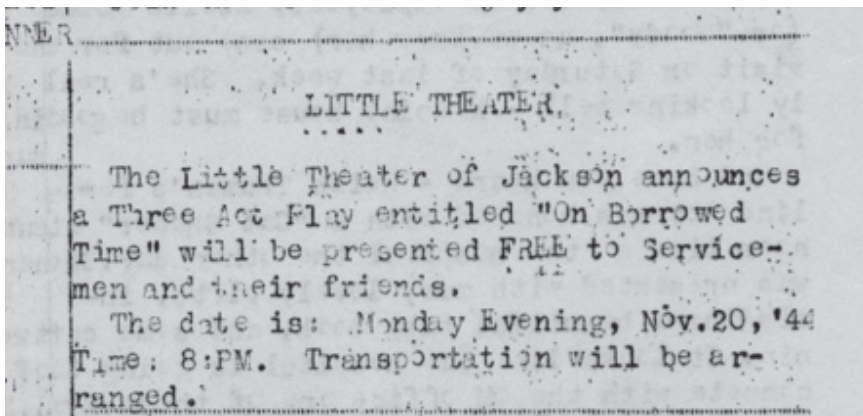 NNER
LITTLE THEATER
The Little Theater of Jackson announces
a Three Act Play entitled "On Borrowed
Time" will be presented FREE to Service-
men and their friends.
The date is: Monday Evening, Nov.20,'44
Time: 8:PM. Transportation will be ar-
ranged.